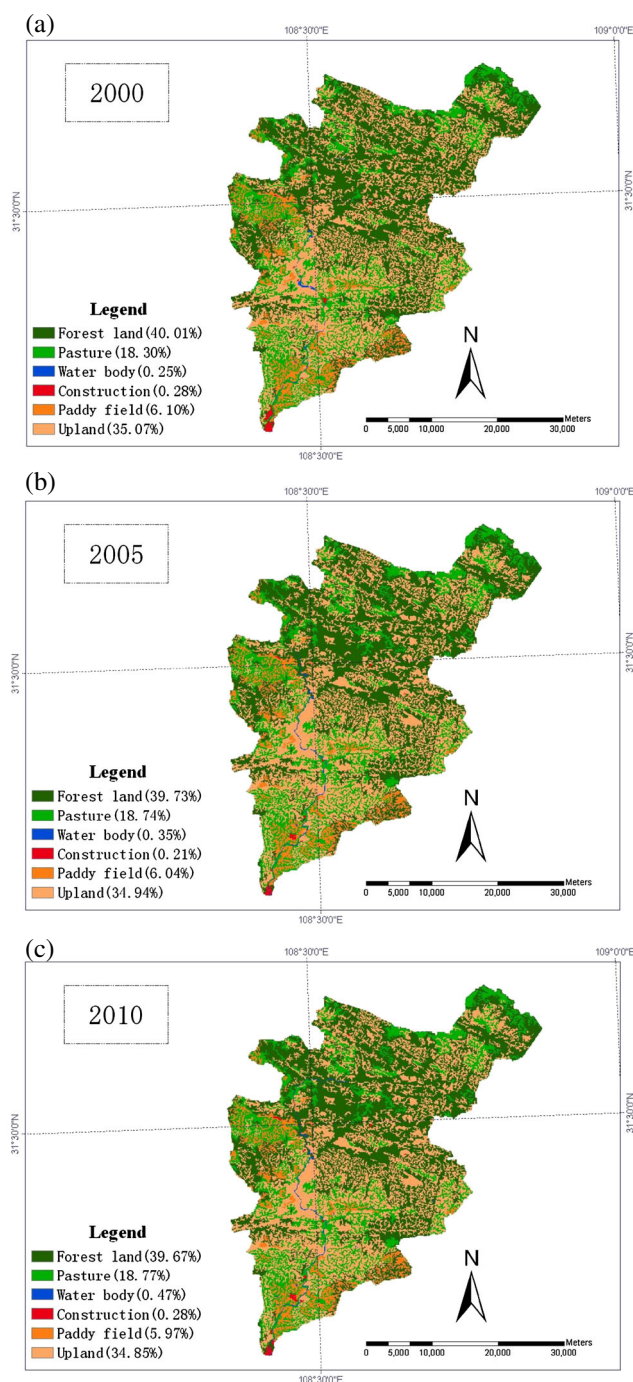 (a)
108°30'0"E
109°0'0"E
2000
31°30'0"N
31°30'0"N
Legend
Forest land(40.01%)
Pasture(18.30%)
Water body(0.25%)
Construction(0.28%)
Paddy field(6.10%)
Upland(35.07%)
N
Meters
0 5,000 10,000 20,000 30,000
108°30'0"E
(b)
108°30'0"E
109°0'0"E
2005
31°30'0"N
31°30'0"N
Legend
Forest land(39.73%)
Pasture(18.74%)
Water body(0.35%)
Construction(0.21%)
Paddy field(6.04%)
Upland(34.94%)
N
Meters
0 5,000 10,000 20,000 30,000
108°30'0"E
(c)
108°30'0"E
109°0'0"E
2010
31°30'0"N
31°30'0"N
Legend
Forest land(39.67%)
Pasture(18.77%)
Water body(0.47%)
Construction(0.28%)
Paddy field(5.97%)
Upland(34.85%)
N
Meters
0 5,000 10,000 20,000 30,000
108°30'0"E